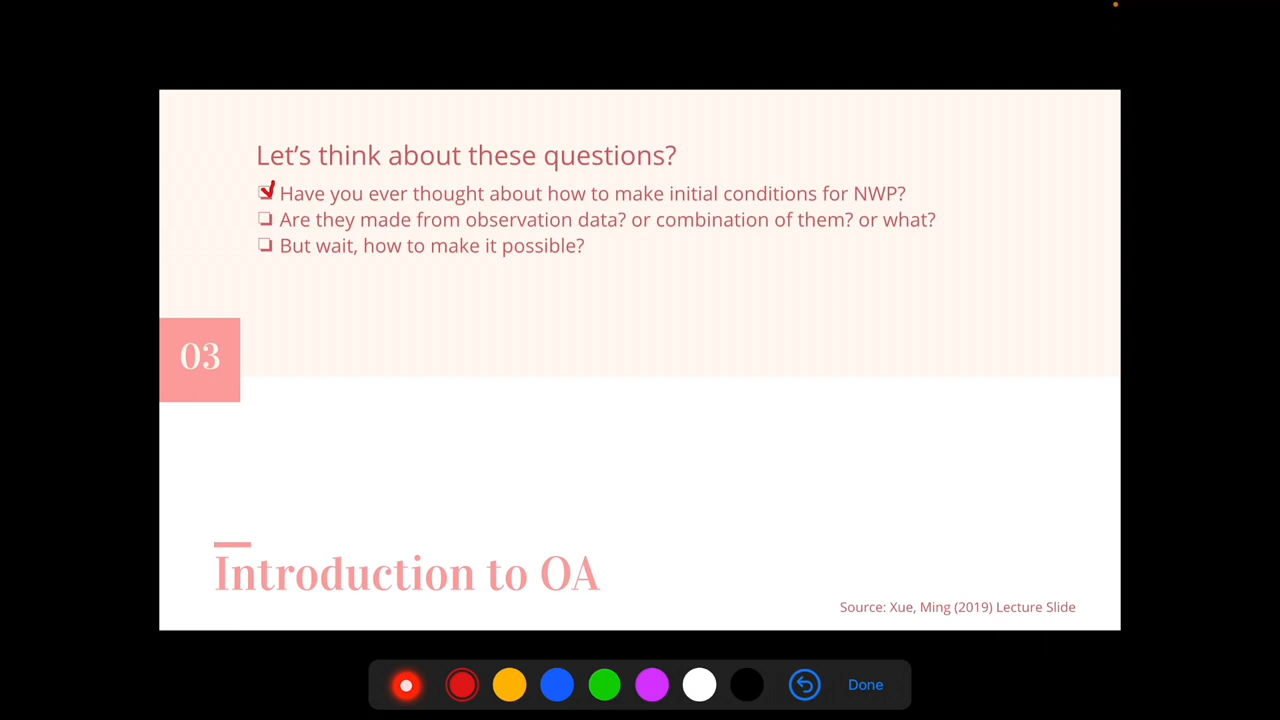 Let's think about these questions?
Have you ever thought about how to make initial conditions for NWP?
Are they made from observation data? or combination of them? or what?
But wait, how to make it possible?
03
Introduction to OA
Source: Xue, Ming (2019) Lecture Slide
Done